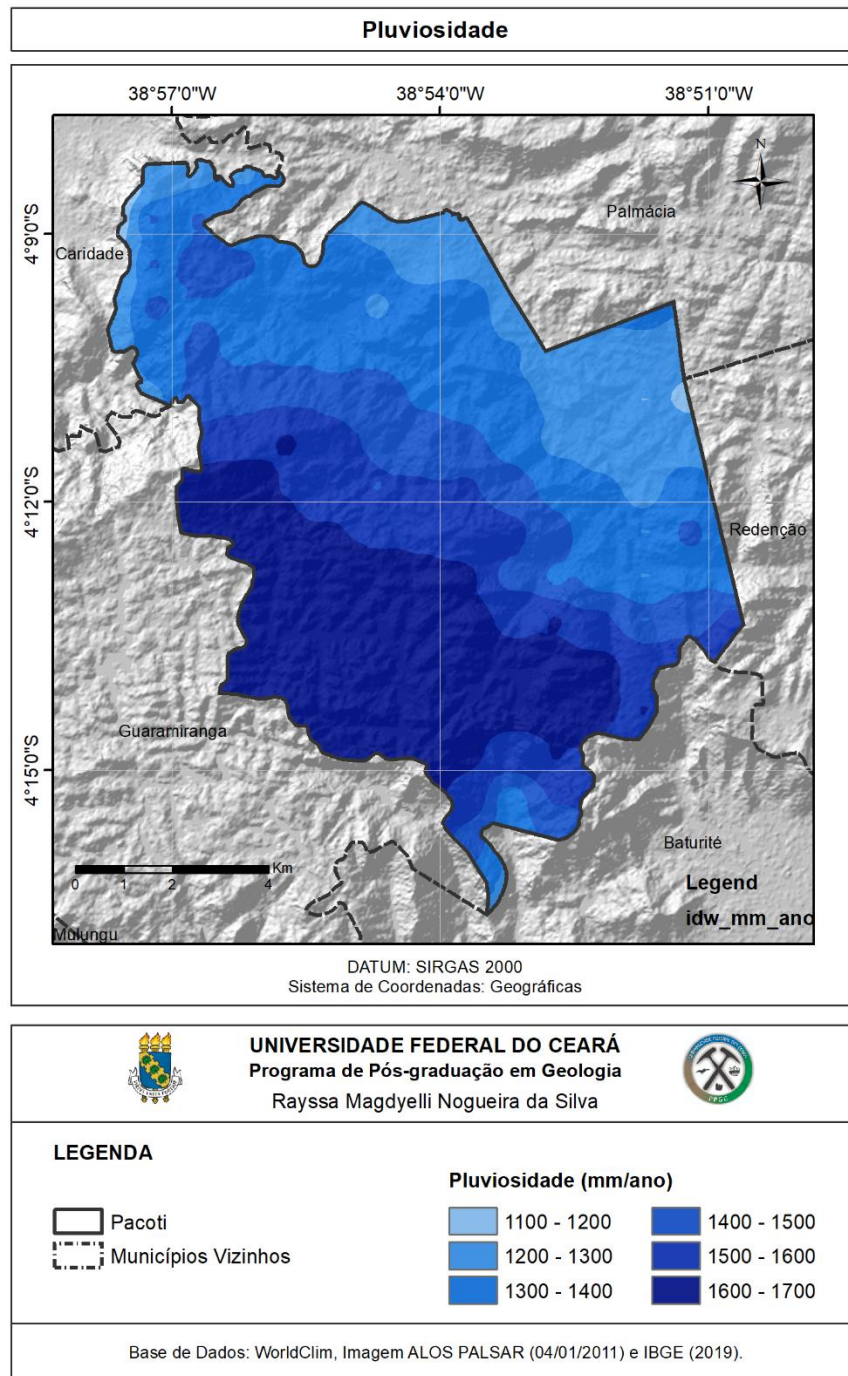 Pluviosidade
38°57'0"W
38°54'0"W
38°51'0"W
N
Palmácia
4°9'0"S
Caridade
4°12'0"S
Redenção
Guaramiranga
4°15'0"S
Baturité
Km
0 1 2 4
Legend
idw_mm_ano
Mulungu
DATUM: SIRGAS 2000
Sistema de Coordenadas: Geográficas
UNIVERSIDADE FEDERAL DO CEARÁ
Programa de Pós-graduação em Geologia
Rayssa Magdyelli Nogueira da Silva
LEGENDA
Pacoti
Municípios Vizinhos
Pluviosidade (mm/ano)
1100 - 1200
1200 - 1300
1300 - 1400
1400 - 1500
1500 - 1600
1600 - 1700
Base de Dados: WorldClim, Imagem ALOS PALSAR (04/01/2011) e IBGE (2019).